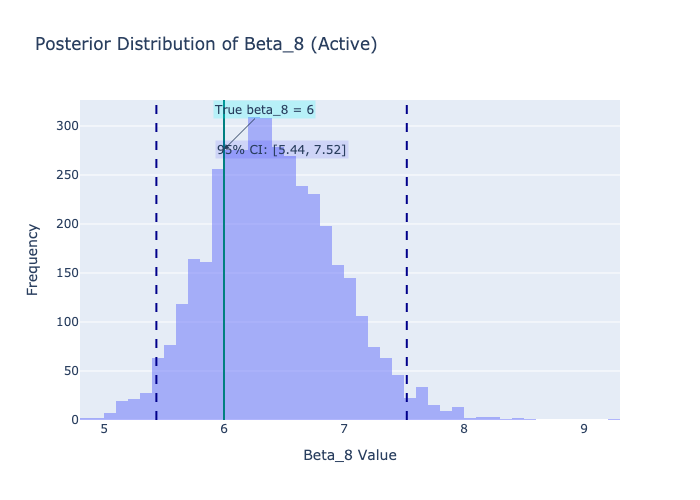 Posterior Distribution of Beta_8 (Active)
True beta_8 = 6
95% CI: [5.44, 7.52]
Frequency
300
250
200
150
100
50
0
5 6 7 8 9
Beta_8 Value